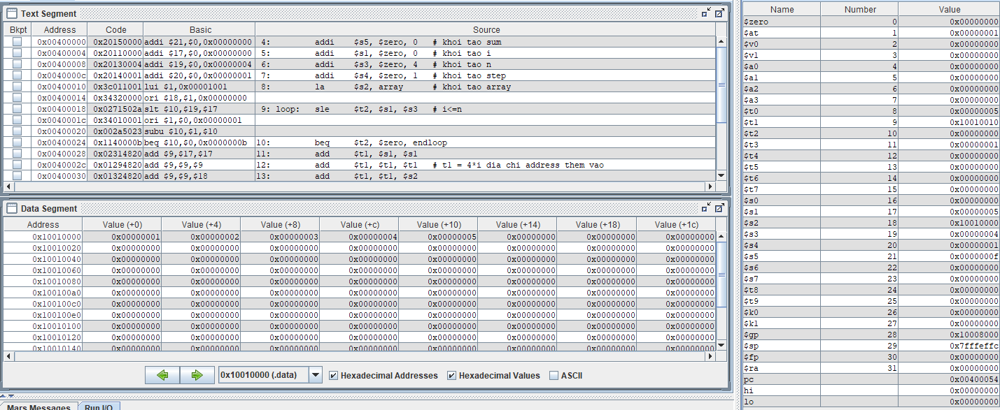 Text Segment
Bkpt Address Code Basic Source
0x00400000 0x20150000 addi $21,$0,0x00000000 4: addi $s5, $zero, 0 # khoi tao sum
0x00400004 0x20110000 addi $17,$0,0x00000000 5: addi $s1, $zero, 0 # khoi tao i
0x00400008 0x20130004 addi $19,$0,0x00000004 6: addi $s3, $zero, 4 # khoi tao n
0x0040000c 0x20140001 addi $20,$0,0x00000001 7: addi $s4, $zero, 1 # khoi tao step
0x00400010 0x3c011001 lui $1,0x00001001 8: la $s2, array # khoi tao array
0x00400014 0x34320000 ori $18,$1,0x00000000
0x00400018 0x0271502a slt $10,$19,$17 9: loop: sle $t2, $s1, $s3 # i<=n
0x0040001c 0x34010001 ori $1,$0,0x00000001
0x00400020 0x002a5023 subu $10,$1,$10
0x00400024 0x1140000b beq $10,$0,0x0000000b 10: beq $t2, $zero, endloop
0x00400028 0x02314820 add $9,$17,$17 11: add $t1, $s1, $s1
0x0040002c 0x01294820 add $9,$9,$9 12: add $t1, $t1, $t1 # t1 = 4*i dia chi address them vao
0x00400030 0x01324820 add $9,$9,$18 13: add $t1, $t1, $s2
Data Segment
Address Value (+0) Value (+4) Value (+8) Value (+c) Value (+10) Value (+14) Value (+18) Value (+1c)
0x10010000 0x00000001 0x00000002 0x00000003 0x00000004 0x00000005 0x00000000 0x00000000 0x00000000
0x10010020 0x00000000 0x00000000 0x00000000 0x00000000 0x00000000 0x00000000 0x00000000 0x00000000
0x10010040 0x00000000 0x00000000 0x00000000 0x00000000 0x00000000 0x00000000 0x00000000 0x00000000
0x10010060 0x00000000 0x00000000 0x00000000 0x00000000 0x00000000 0x00000000 0x00000000 0x00000000
0x10010080 0x00000000 0x00000000 0x00000000 0x00000000 0x00000000 0x00000000 0x00000000 0x00000000
0x100100a0 0x00000000 0x00000000 0x00000000 0x00000000 0x00000000 0x00000000 0x00000000 0x00000000
0x100100c0 0x00000000 0x00000000 0x00000000 0x00000000 0x00000000 0x00000000 0x00000000 0x00000000
0x100100e0 0x00000000 0x00000000 0x00000000 0x00000000 0x00000000 0x00000000 0x00000000 0x00000000
0x10010100 0x00000000 0x00000000 0x00000000 0x00000000 0x00000000 0x00000000 0x00000000 0x00000000
0x10010120 0x00000000 0x00000000 0x00000000 0x00000000 0x00000000 0x00000000 0x00000000 0x00000000
0x10010140 0x00000000 0x00000000 0x00000000 0x00000000 0x00000000 0x00000000 0x00000000 0x00000000
0x10010000 (.data) Hexadecimal Addresses Hexadecimal Values ASCII
Mars Messages Run I/O
Name Number Value
$zero 0 0x00000000
$at 1 0x00000001
$v0 2 0x00000000
$v1 3 0x00000000
$a0 4 0x00000000
$a1 5 0x00000000
$a2 6 0x00000000
$a3 7 0x00000000
$t0 8 0x00000005
$t1 9 0x10010010
$t2 10 0x00000000
$t3 11 0x00000001
$t4 12 0x00000000
$t5 13 0x00000000
$t6 14 0x00000000
$t7 15 0x00000000
$s0 16 0x00000000
$s1 17 0x00000005
$s2 18 0x10010000
$s3 19 0x00000004
$s4 20 0x00000001
$s5 21 0x0000000f
$s6 22 0x00000000
$s7 23 0x00000000
$t8 24 0x00000000
$t9 25 0x00000000
$k0 26 0x00000000
$k1 27 0x00000000
$gp 28 0x10008000
$sp 29 0x7fffeffc
$fp 30 0x00000000
$ra 31 0x00000000
pc 0x00400054
hi 0x00000000
lo 0x00000000